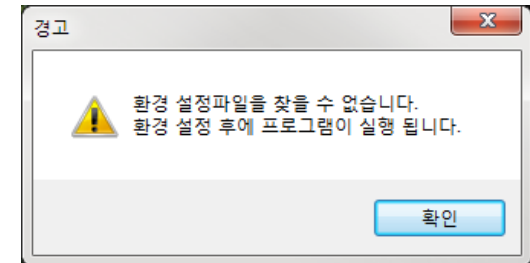 경고
환경 설정파일을 찾을 수 없습니다.
환경 설정 후에 프로그램이 실행 됩니다.
확인